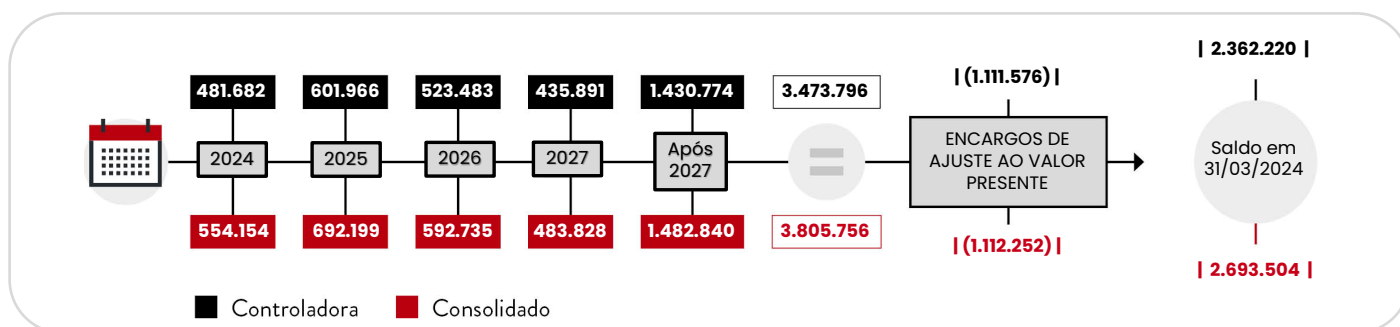 | 2.362.220 |
| (1.111.576) |
481.682 601.966 523.483 435.891 1.430.774 3.473.796
2024 2025 2026 2027 Após
2027
ENCARGOS DE
AJUSTE AO VALOR
PRESENTE
Saldo em
31/03/2024
554.154 692.199 592.735 483.828 1.482.840 3.805.756
| (1.112.252) |
| 2.693.504 |
Controladora Consolidado